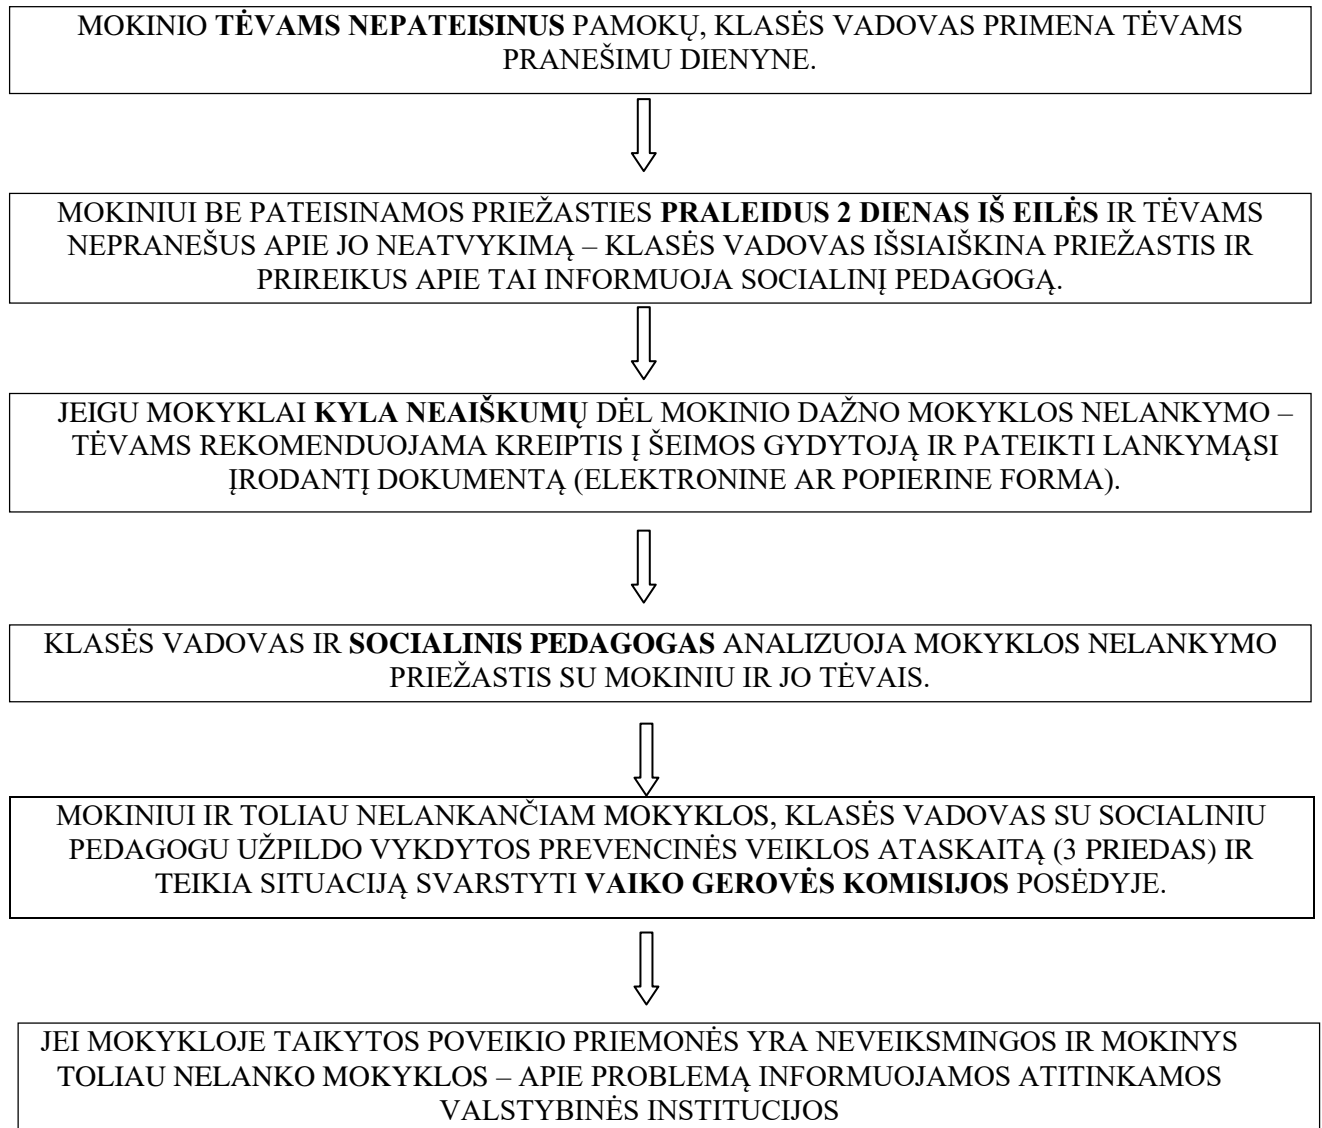 MOKINIO TĖVAMS NEPATEISINUS PAMOKŲ, KLASĖS VADOVAS PRIMENA TĖVAMS
PRANEŠIMU DIENYNE.
MOKINIUI BE PATEISINAMOS PRIEŽASTIES PRALEIDUS 2 DIENAS IŠ EILĖS IR TĖVAMS
NEPRANEŠUS APIE JO NEATVYKIMĄ – KLASĖS VADOVAS IŠSIAIŠKINA PRIEŽASTIS IR
PRIREIKUS APIE TAI INFORMUOJA SOCIALINĮ PEDAGOGĄ.
JEIGU MOKYKLAI KYLA NEAIŠKUMŲ DĖL MOKINIO DAŽNO MOKYKLOS NELANKYMO –
TĖVAMS REKOMENDUOJAMA KREIPTIS Į ŠEIMOS GYDYTOJĄ IR PATEIKTI LANKYMĄSI
ĮRODANTĮ DOKUMENTĄ (ELEKTRONINE AR POPIERINE FORMA).
KLASĖS VADOVAS IR SOCIALINIS PEDAGOGAS ANALIZUOJA MOKYKLOS NELANKYMO
PRIEŽASTIS SU MOKINIU IR JO TĖVAIS.
MOKINIUI IR TOLIAU NELANKANČIAM MOKYKLOS, KLASĖS VADOVAS SU SOCIALINIU
PEDAGOGU UŽPILDO VYKDYTOS PREVENCINĖS VEIKLOS ATASKAITĄ (3 PRIEDAS) IR
TEIKIA SITUACIJĄ SVARSTYTI VAIKO GEROVĖS KOMISIJOS POSĖDYJE.
JEI MOKYKLOJE TAIKYTOS POVEIKIO PRIEMONĖS YRA NEVEIKSMINGOS IR MOKINYS
TOLIAU NELANKO MOKYKLOS – APIE PROBLEMĄ INFORMUOJAMOS ATITINKAMOS
VALSTYBINĖS INSTITUCIJOS